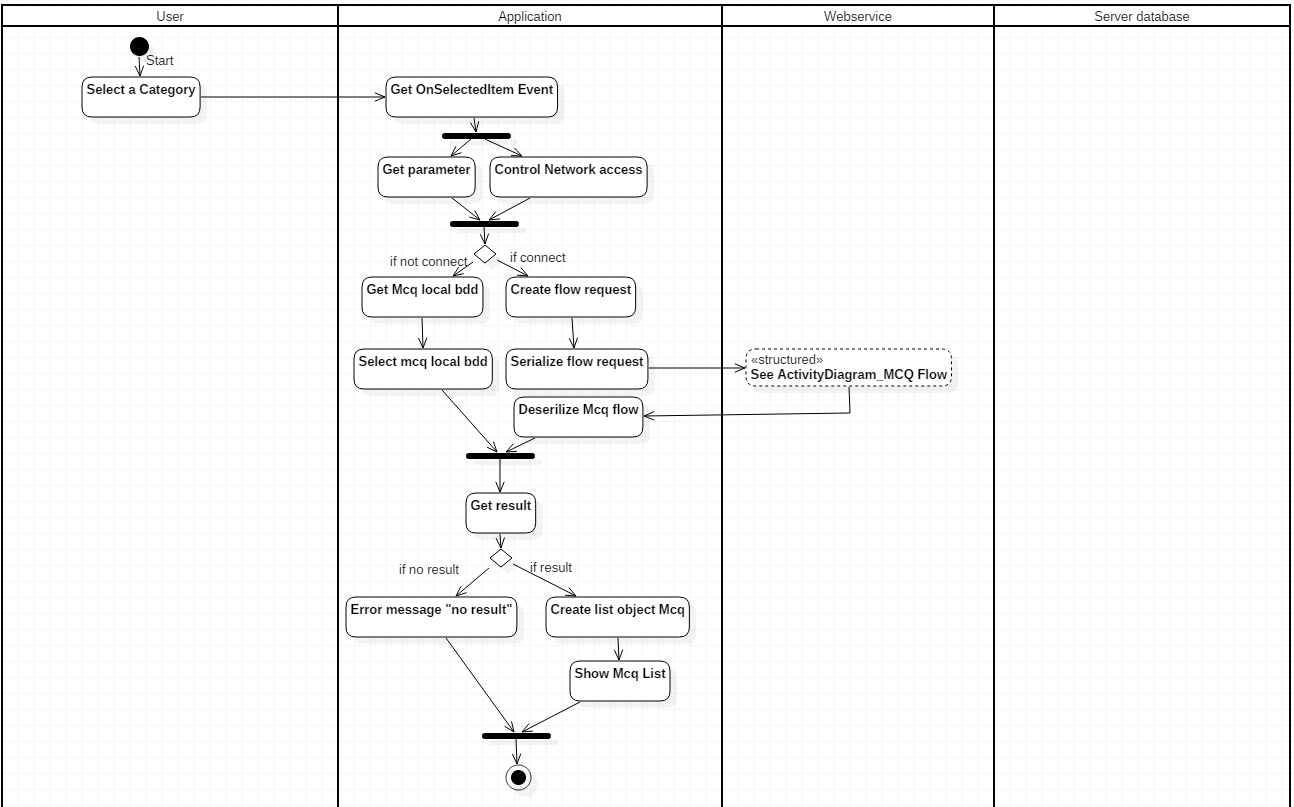 User
Application
Webservice
Server database
Start
Select a Category
Get OnSelectedItem Event
Get parameter
Control Network access
if not connect
if connect
Get Mcq local bdd
Create flow request
Select mcq local bdd
Serialize flow request
«structured»
See ActivityDiagram_MCQ Flow
Deserilize Mcq flow
Get result
if no result
if result
Error message "no result"
Create list object Mcq
Show Mcq List